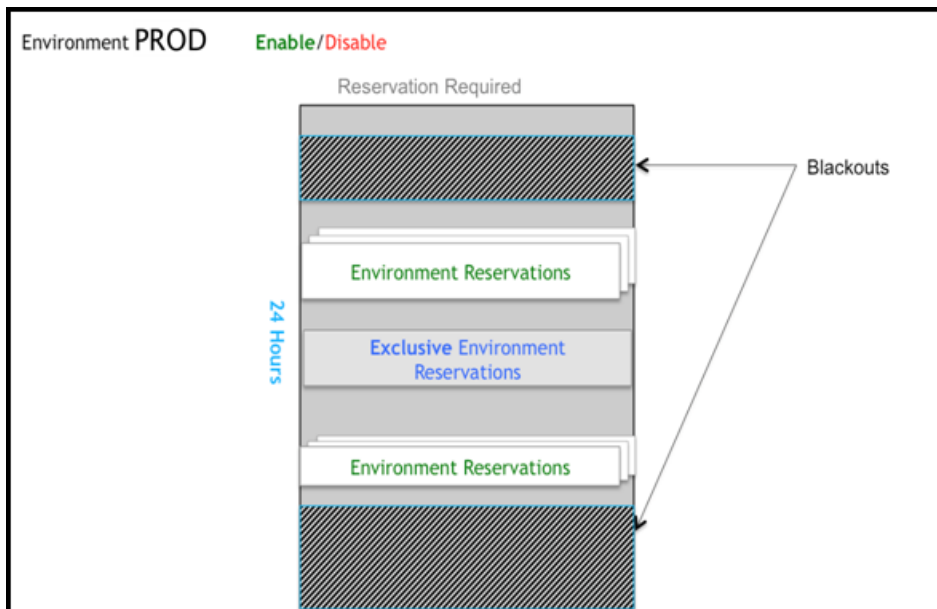 Environment PROD Enable/Disable
Reservation Required
Blackouts
Environment Reservations
24 Hours
Exclusive Environment
Reservations
Environment Reservations